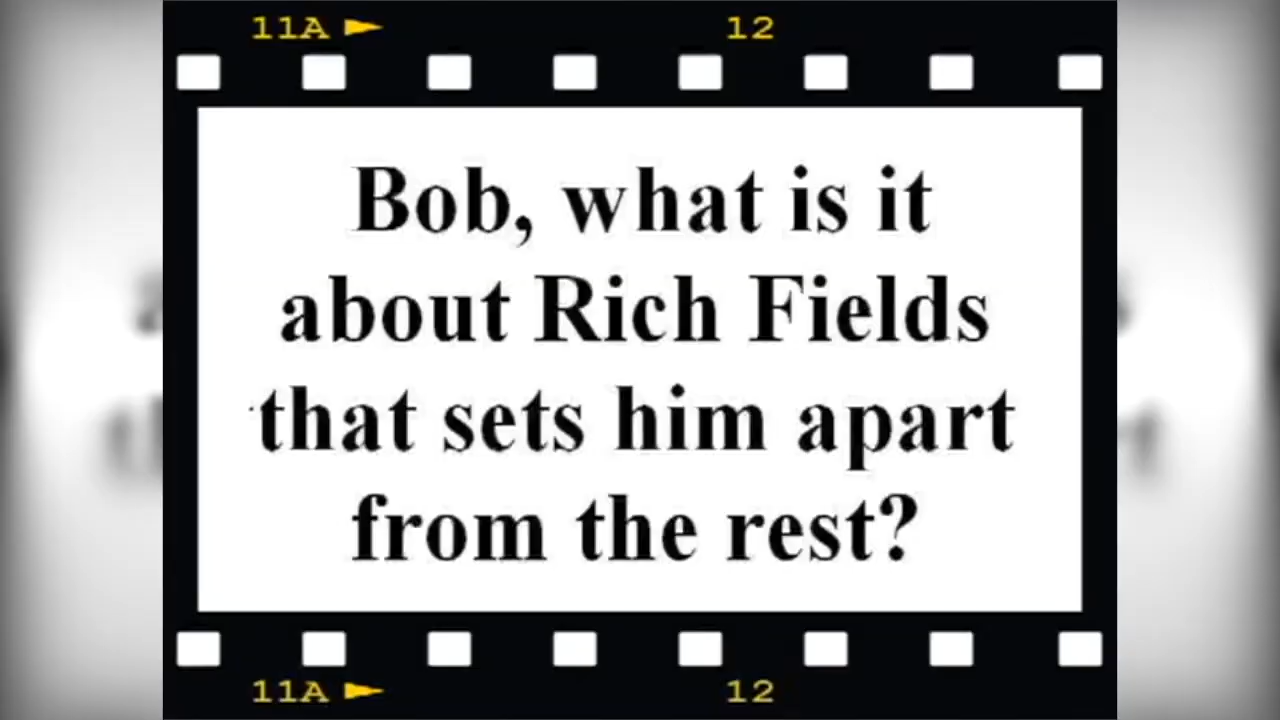 11A 12
Bob, what is it
about Rich Fields
that sets him apart
from the rest?
11A 12